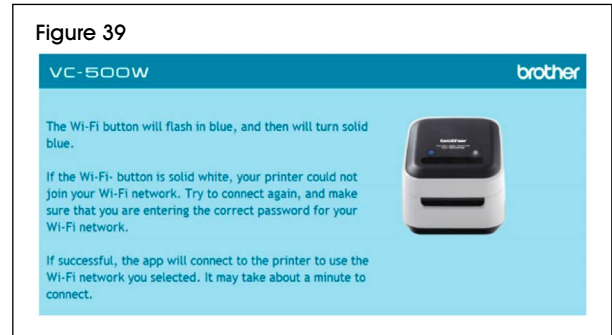 Figure 39
VC-500W
brother
The Wi-Fi button will flash in blue, and then will turn solid
blue.
If the Wi-Fi- button is solid white, your printer could not
join your Wi-Fi network. Try to connect again, and make
sure that you are entering the correct password for your
Wi-Fi network.
If successful, the app will connect to the printer to use the
Wi-Fi network you selected. It may take about a minute to
connect.
brother